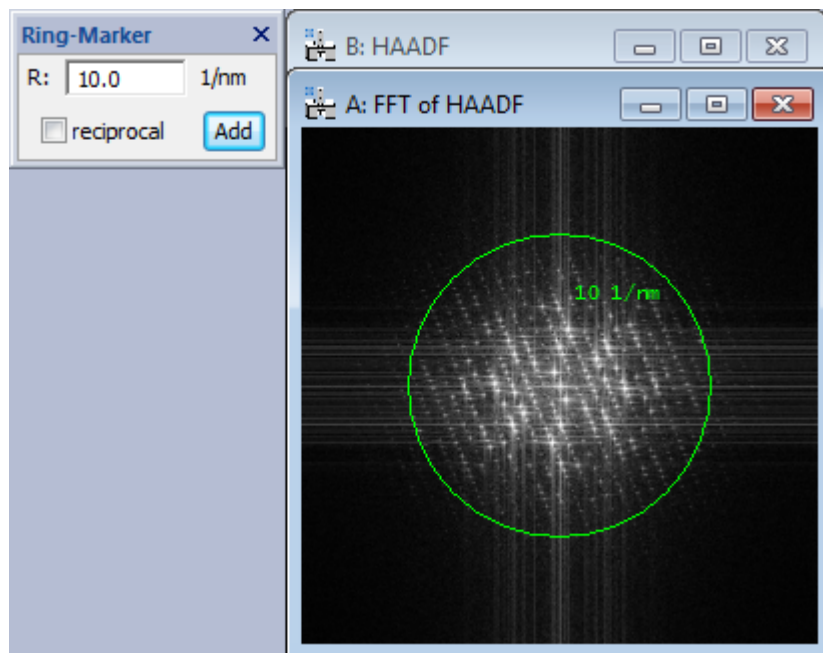 Ring-Marker
R: 10.0 1/nm
reciprocal Add
B: HAADF
A: FFT of HAADF
10 1/nm